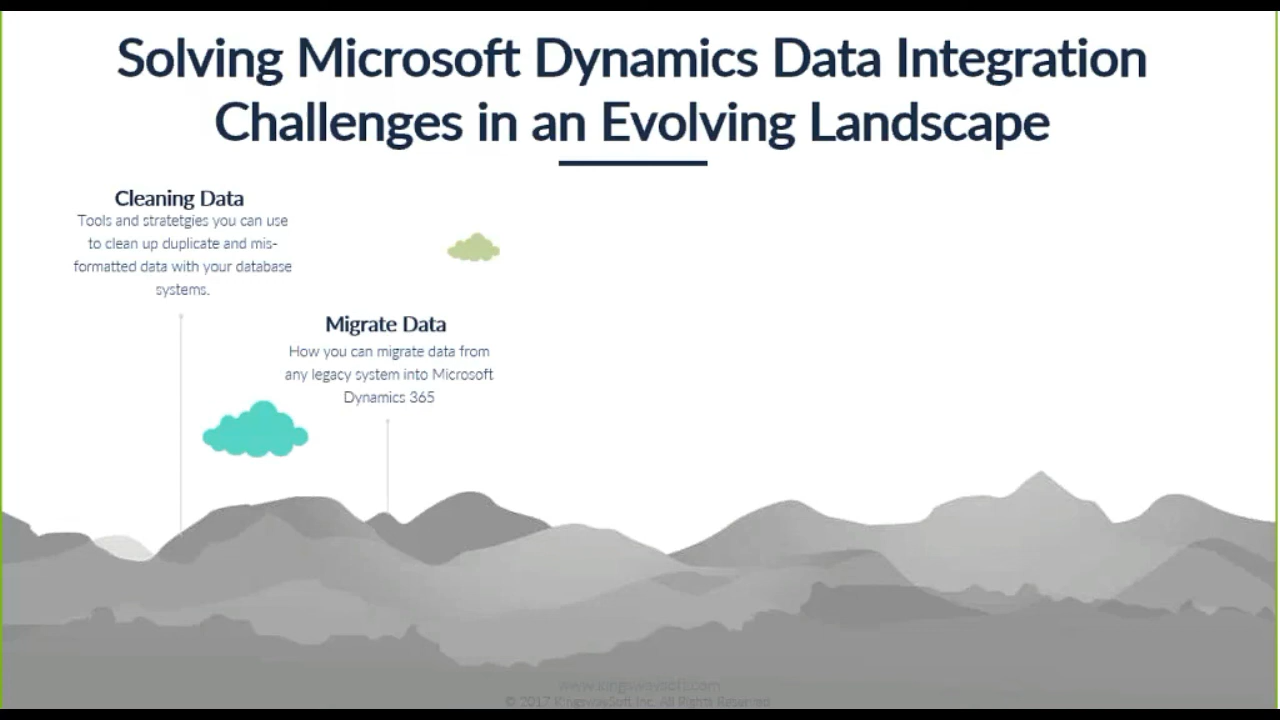 Solving Microsoft Dynamics Data Integration
Challenges in an Evolving Landscape
Cleaning Data
Tools and stratetgies you can use
to clean up duplicate and mis-
formatted data with your database
systems.
Migrate Data
How you can migrate data from
any legacy system into Microsoft
Dynamics 365
www.kingswaysoft.com
© 2017 KingswaySoft Inc. All Rights Reserved